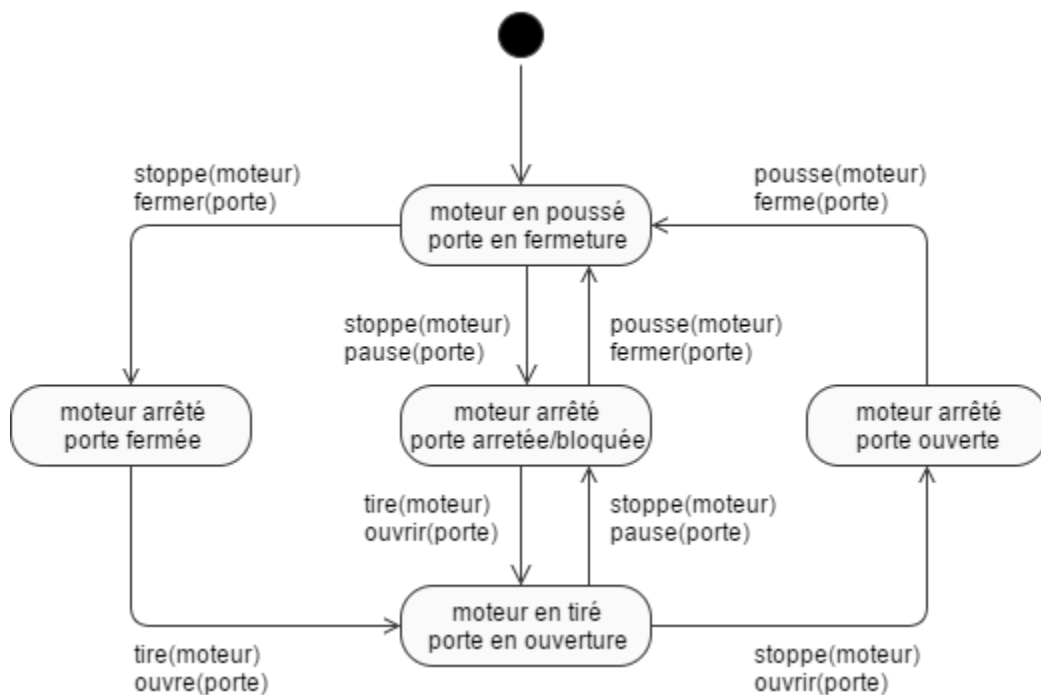 stoppe(moteur)
fermer(porte)
pousse(moteur)
ferme(porte)
moteur en poussé
porte en fermeture
stoppe(moteur)
pause(porte)
pousse(moteur)
fermer(porte)
moteur arrêté
porte fermée
moteur arrêté
porte arretée/bloquée
moteur arrêté
porte ouverte
tire(moteur)
ouvrir(porte)
stoppe(moteur)
pause(porte)
moteur en tiré
porte en ouverture
tire(moteur)
ouvre(porte)
stoppe(moteur)
ouvrir(porte)